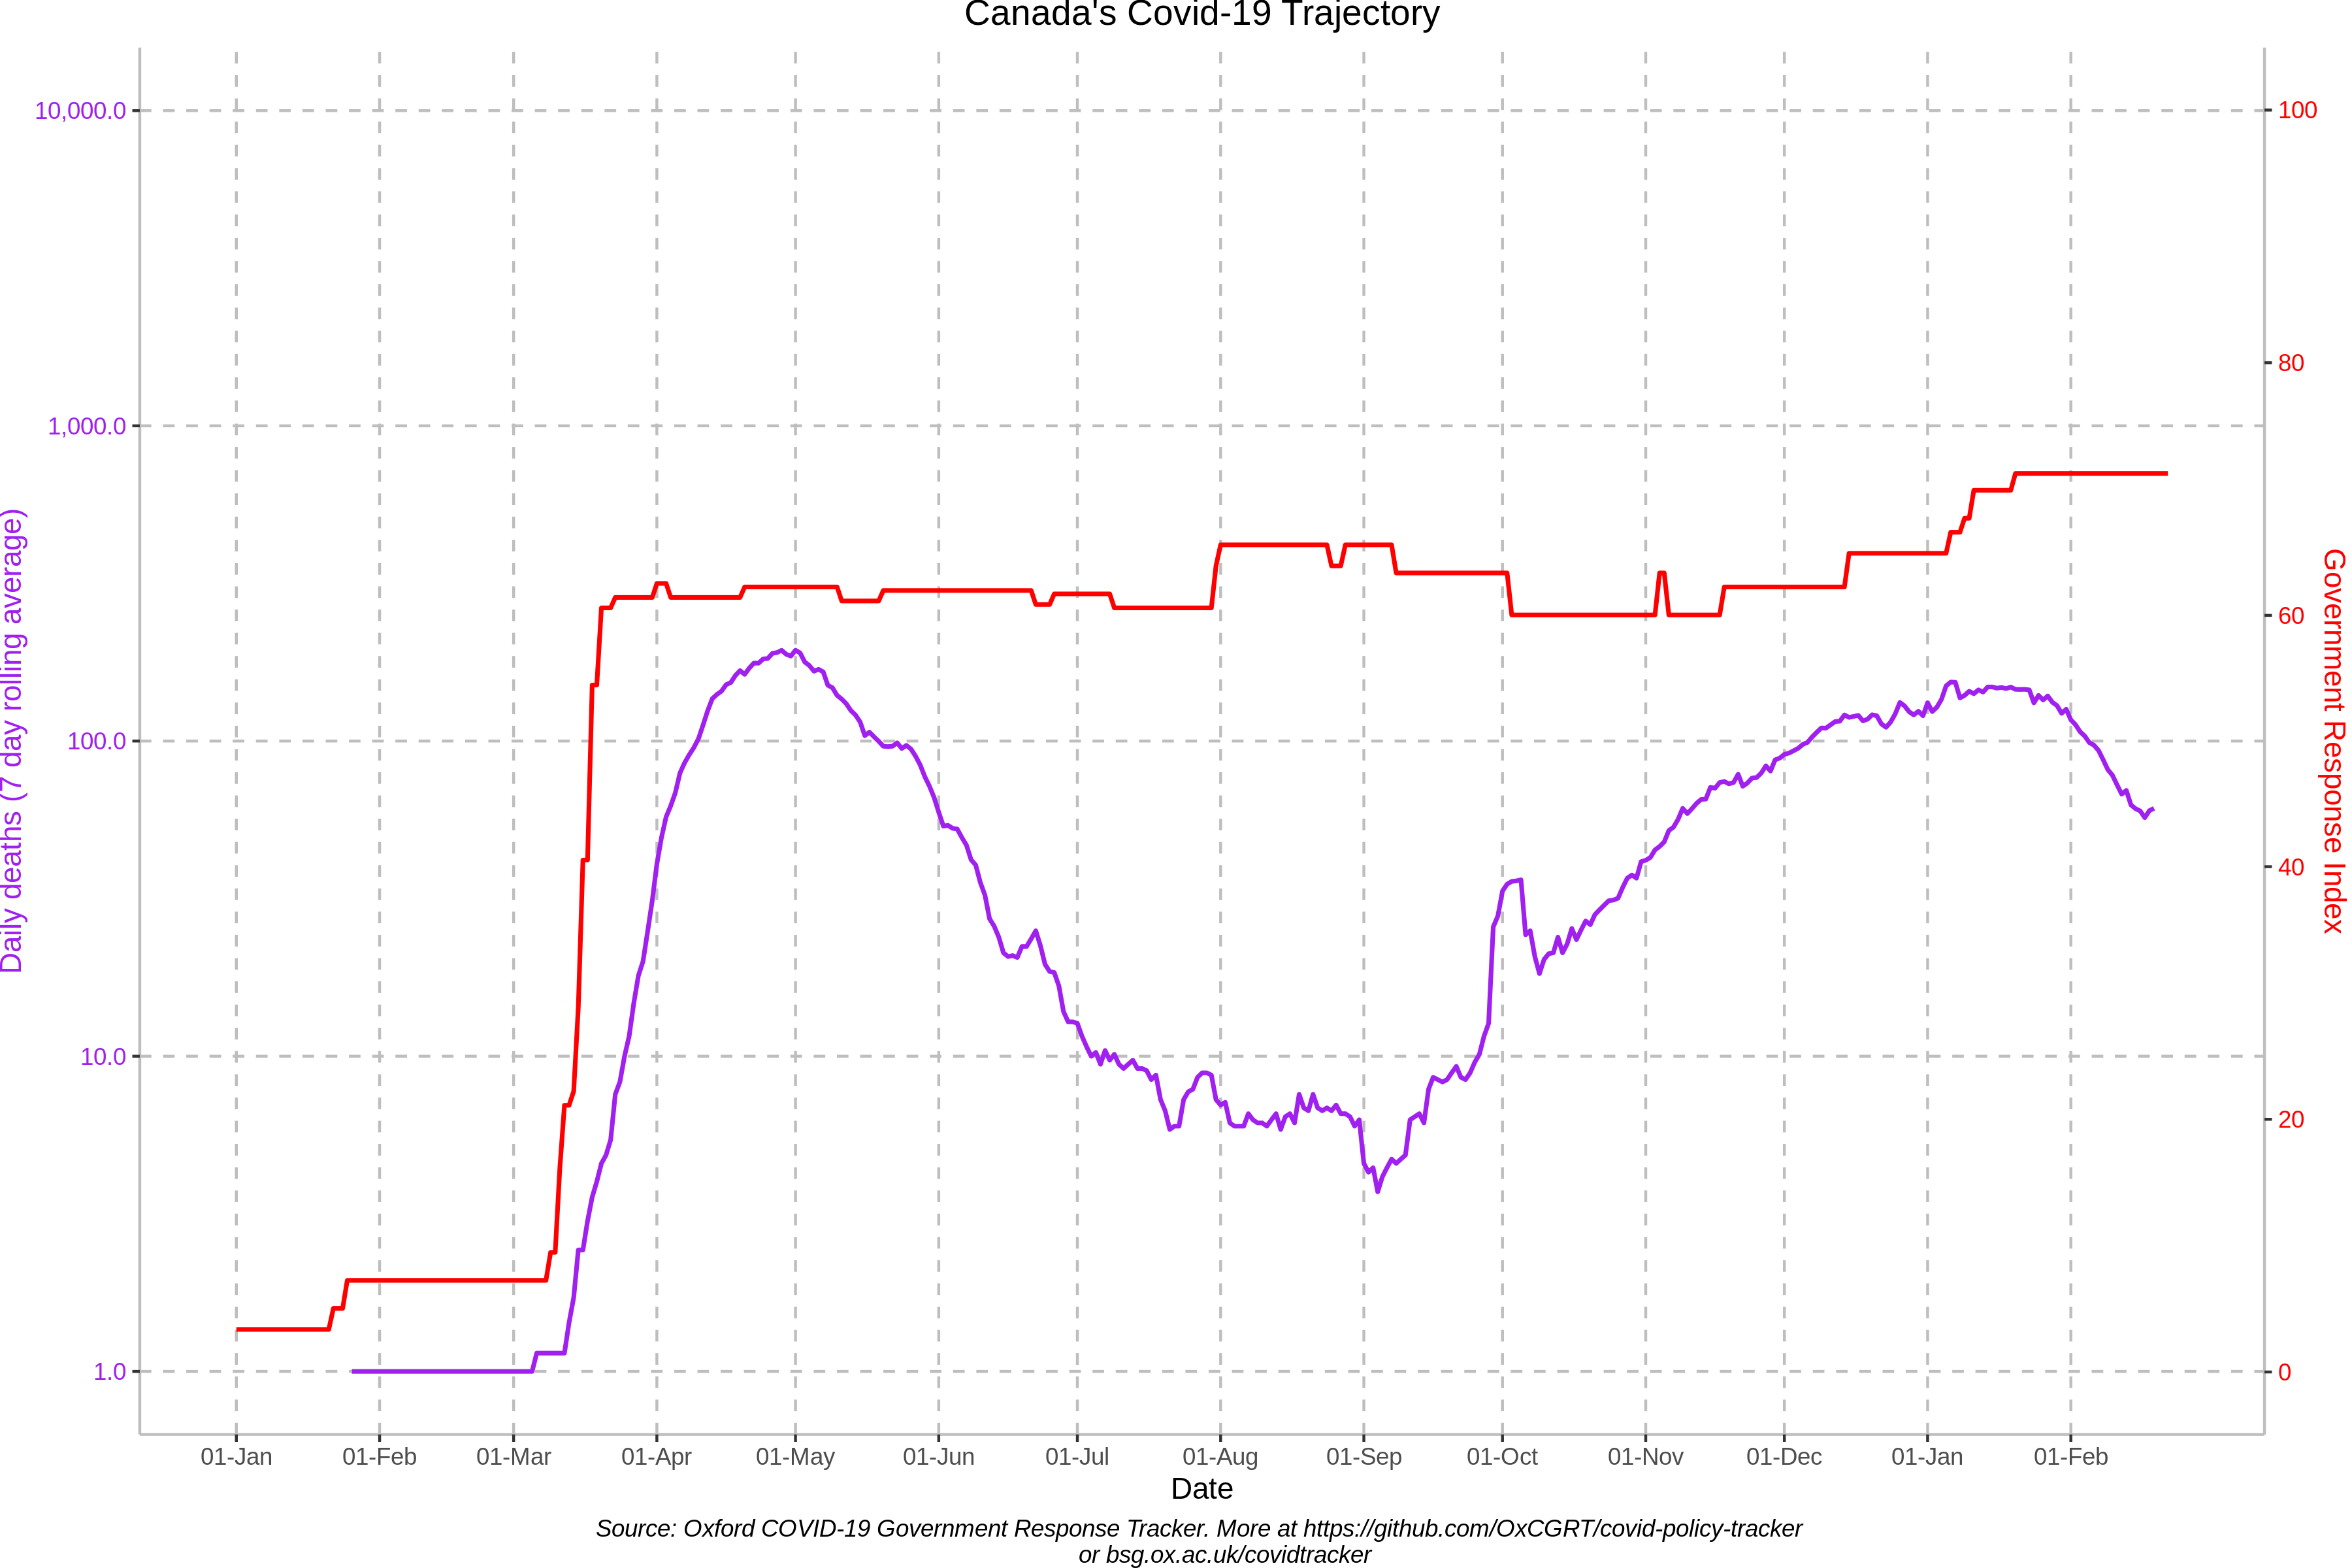 Canada's Covid-19 Trajectory
10,000.0
1,000.0
100.0
10.0
1.0
Daily deaths (7 day rolling average)
100
80
60
40
20
0
Government Response Index
01-Jan
01-Feb
01-Mar
01-Apr
01-May
01-Jun
01-Jul
01-Aug
01-Sep
01-Oct
01-Nov
01-Dec
01-Jan
01-Feb
Date
Source: Oxford COVID-19 Government Response Tracker. More at https://github.com/OxCGRT/covid-policy-tracker
or bsg.ox.ac.uk/covidtracker